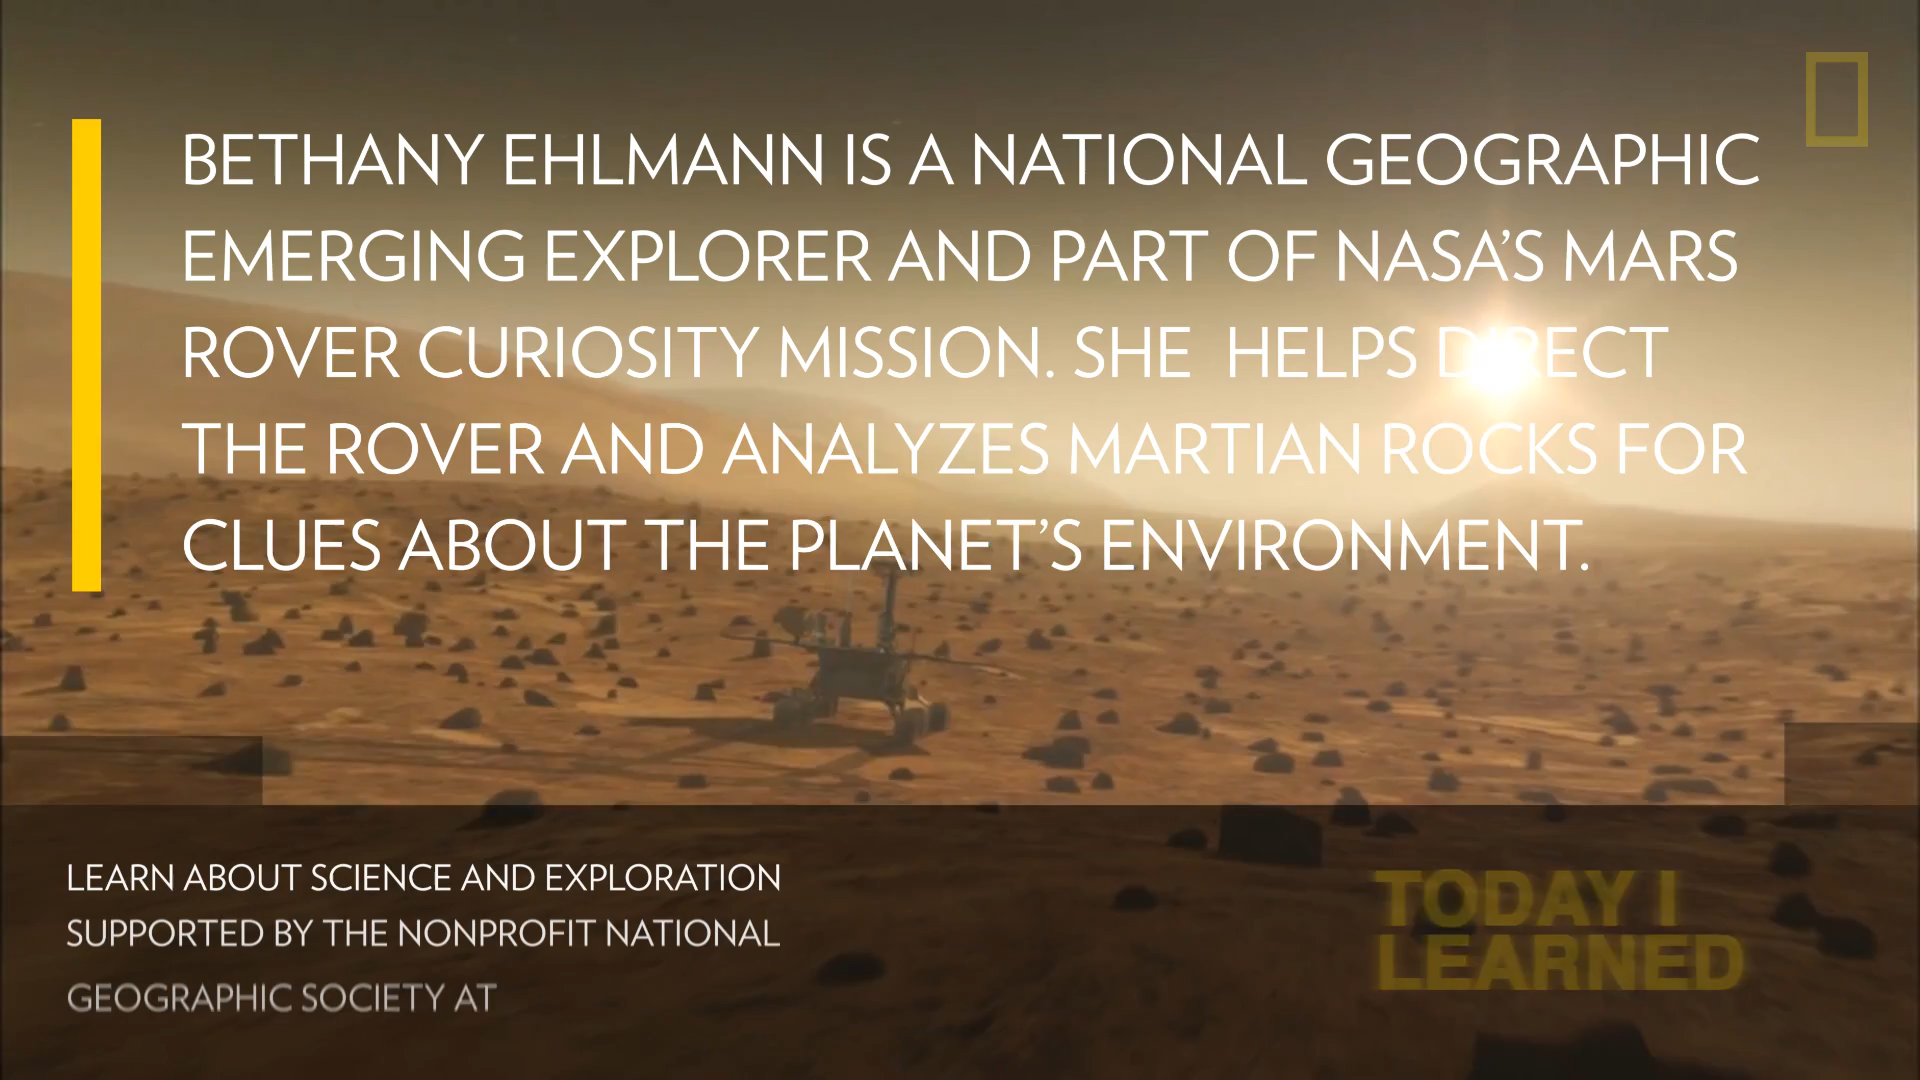 BETHANY EHLMANN IS A NATIONAL GEOGRAPHIC
EMERGING EXPLORER AND PART OF NASA’S MARS
ROVER CURIOSITY MISSION. SHE HELPS DIRECT
THE ROVER AND ANALYZES MARTIAN ROCKS FOR
CLUES ABOUT THE PLANET’S ENVIRONMENT.
LEARN ABOUT SCIENCE AND EXPLORATION
SUPPORTED BY THE NONPROFIT NATIONAL
GEOGRAPHIC SOCIETY AT
TODAY I
LEARNED